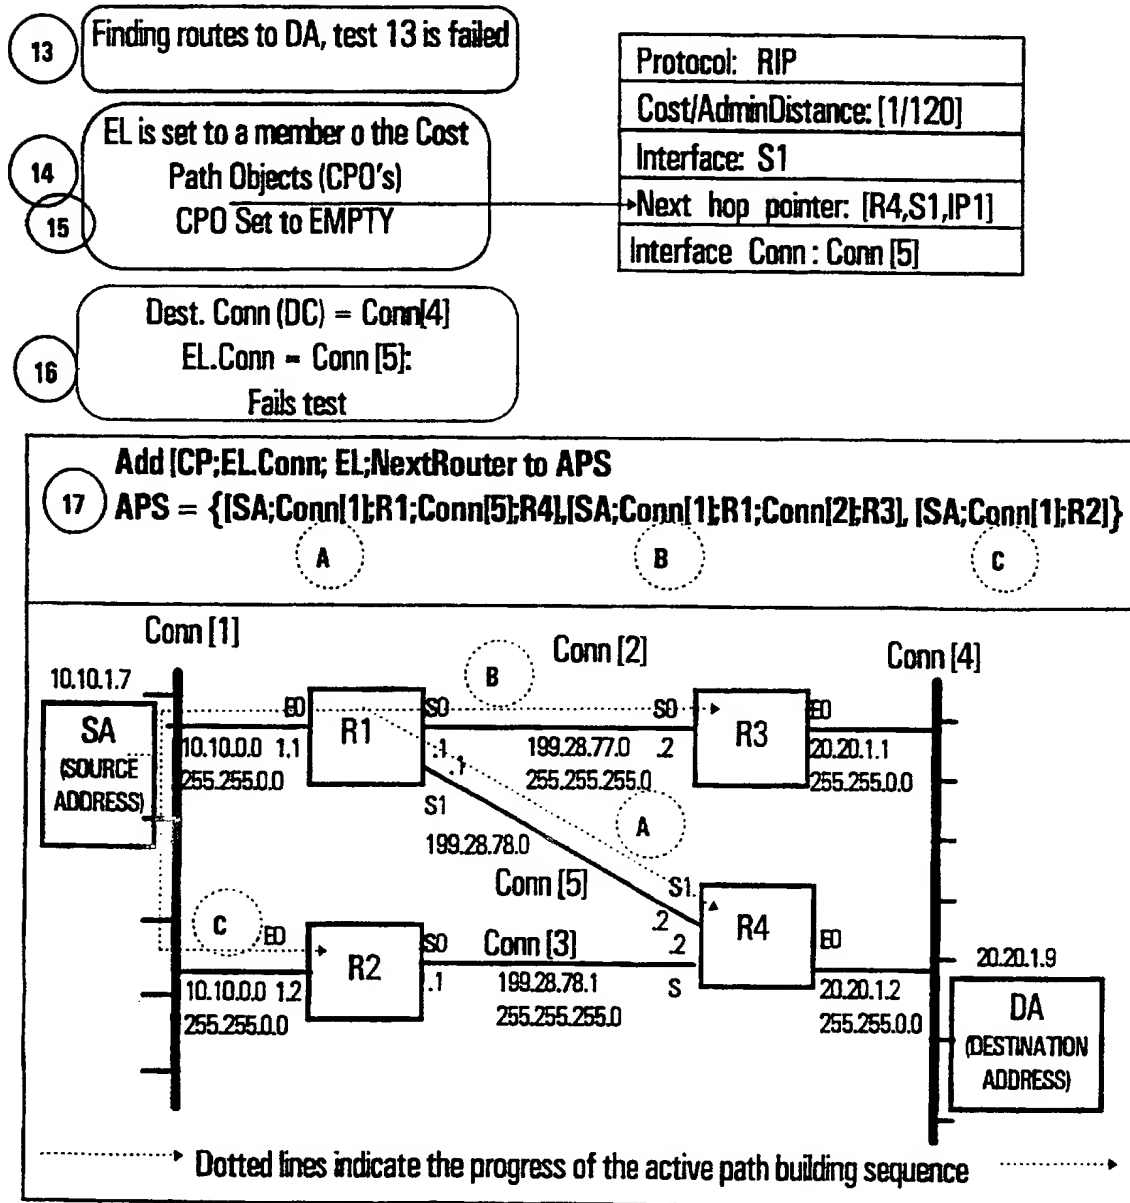 13
Finding routes to DA, test 13 is failed
14
15
EL is set to a member o the Cost
Path Objects (CPO's)
CPO Set to EMPTY
Protocol: RIP
Cost/AdminDistance: [1/120]
Interface: S1
Next hop pointer: [R4,S1,IP1]
Interface Conn : Conn [5]
16
Dest. Conn (DC) = Conn[4]
EL.Conn = Conn [5]:
Fails test
17
Add [CP;EL.Conn; EL;NextRouter to APS
APS = {[SA;Conn[1];R1;Conn[5];R4],[SA;Conn[1];R1;Conn[2];R3], [SA;Conn[1];R2]}
A
B
C
Conn [1]
Conn [2]
Conn [4]
10.10.1.7
SA
(SOURCE
ADDRESS)
10.10.0.0 1.1
255.255.0.0
E0
R1
S0
.1
.1
S1
B
199.28.77.0
255.255.255.0
S0
.2
R3
E0
20.20.1.1
255.255.0.0
199.28.78.0
Conn [5]
A
S1
.2
.2
C
E0
10.10.0.0 1.2
255.255.0.0
R2
S0
.1
Conn [3]
199.28.78.1
255.255.255.0
S
R4
E0
20.20.1.2
255.255.0.0
20.20.1.9
DA
(DESTINATION
ADDRESS)
Dotted lines indicate the progress of the active path building sequence